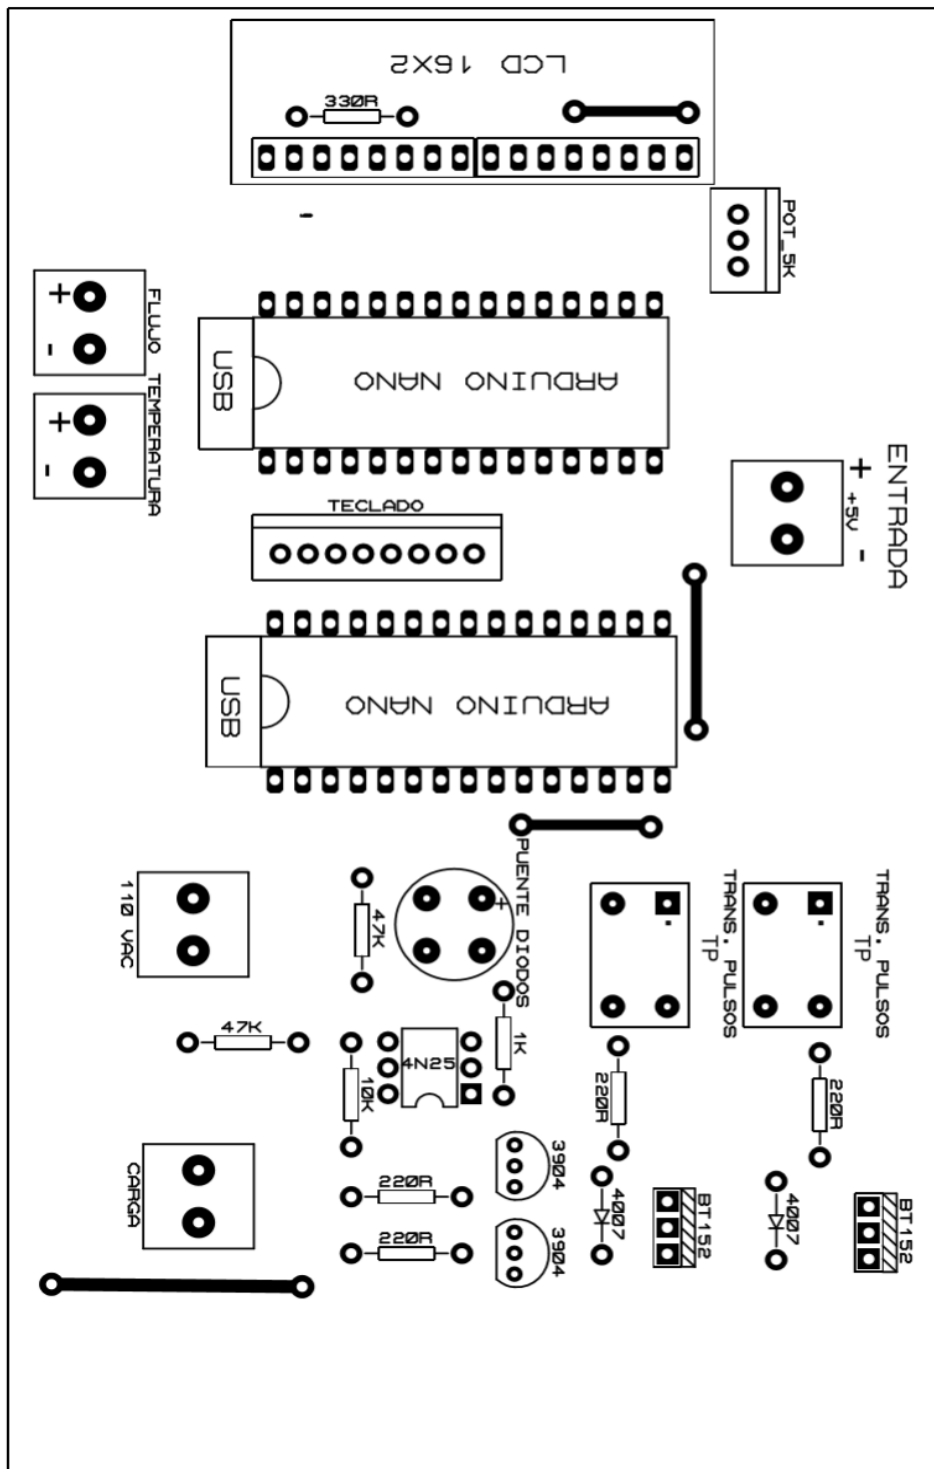 LCD 16X2
330R
POT_5K
-
+
-
FLUJO
USB
ARDUINO NANO
+
-
TEMPERATURA
TECLADO
ENTRADA
+
+5V
-
USB
ARDUINO NANO
110 VAC
47K
+
PUENTE DIODOS
TRANS. PULSOS
TP
TRANS. PULSOS
TP
47K
10K
4N25
1K
220R
220R
CARGA
220R
3904
220R
3904
4007
BT152
4007
BT152